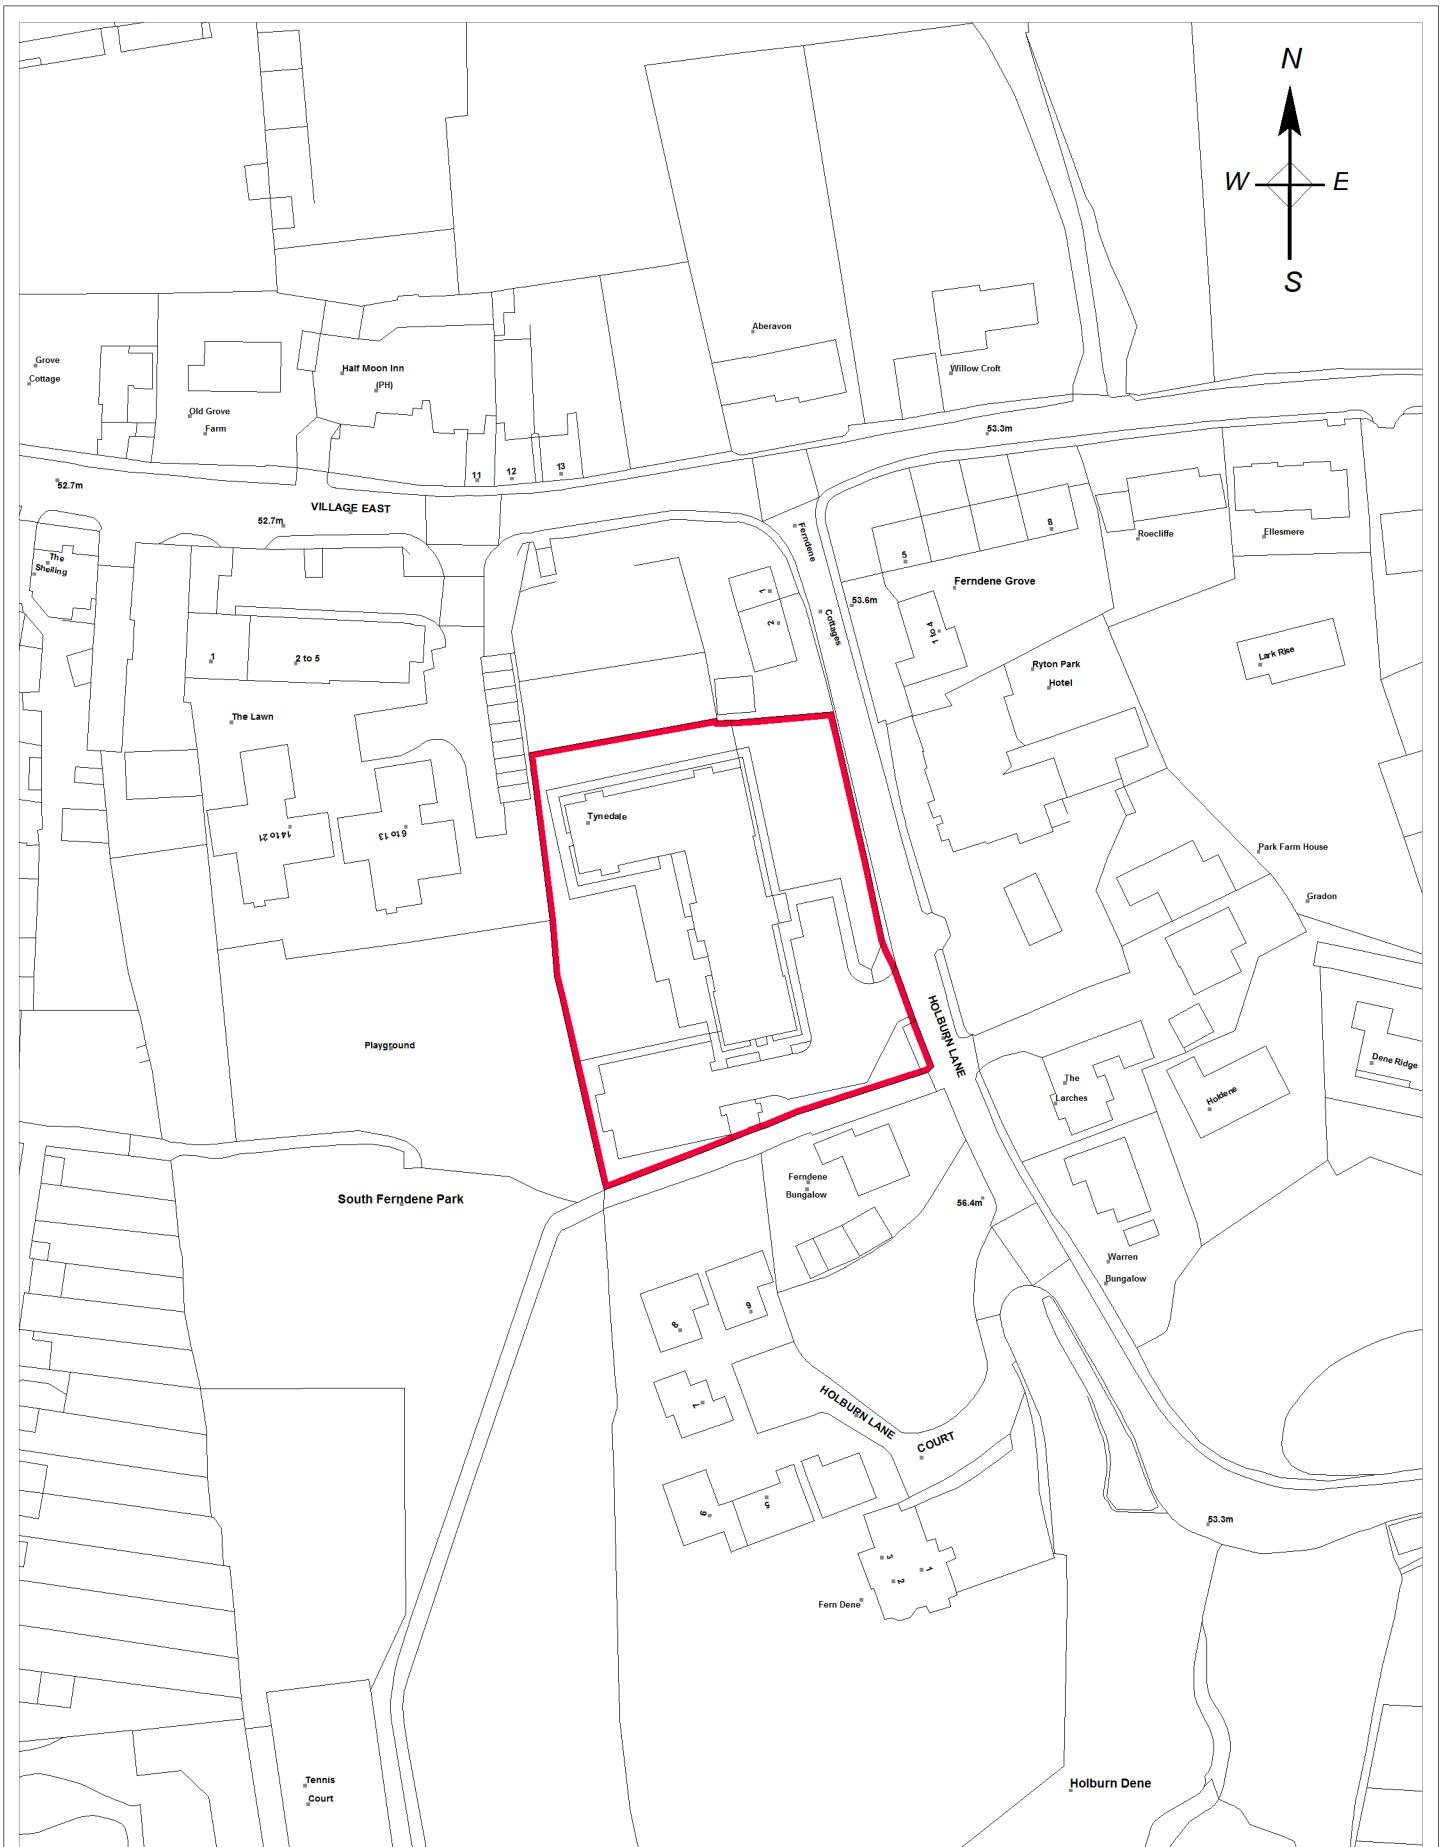 N
W
E
S
Aberavon
Grove
Cottage
Half Moon Inn
(PH)
Willow Croft
Old Grove
Farm
53.3m
11
12
13
52.7m
VILLAGE EAST
52.7m
8
Ferndene
Cottages
Roecliffe
Ellesmere
The
Shelling
5
Ferndene Grove
1
2
53.6m
1 to 4
1
2 to 5
Lark Rise
Ryton Park
Hotel
The Lawn
Tynedale
14 to 21
6 to 13
Park Farm House
Gradon
HOLBURN LANE
Playground
Dene Ridge
The
Larches
Holdene
Ferndene
Bungalow
South Ferndene Park
56.4m
Warren
Bungalow
9
8
7
HOLBURN LANE
COURT
6
5
53.3m
3
1
2
Fern Dene
Tennis
Court
Holburn Dene